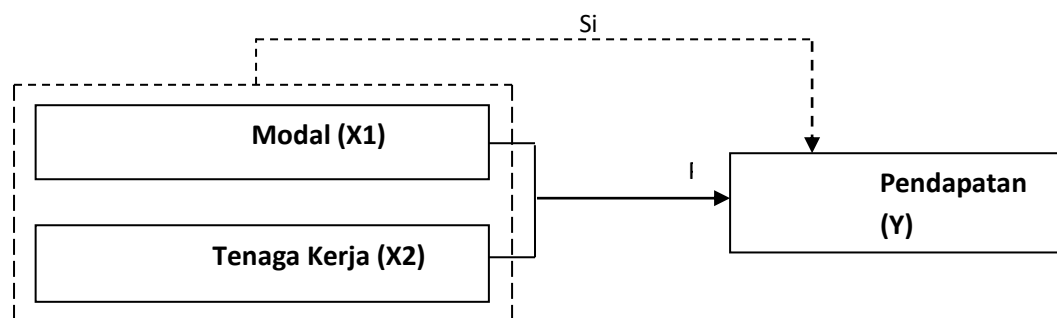 Si
Modal (X1)
Pendapatan
(Y)
Tenaga Kerja (X2)